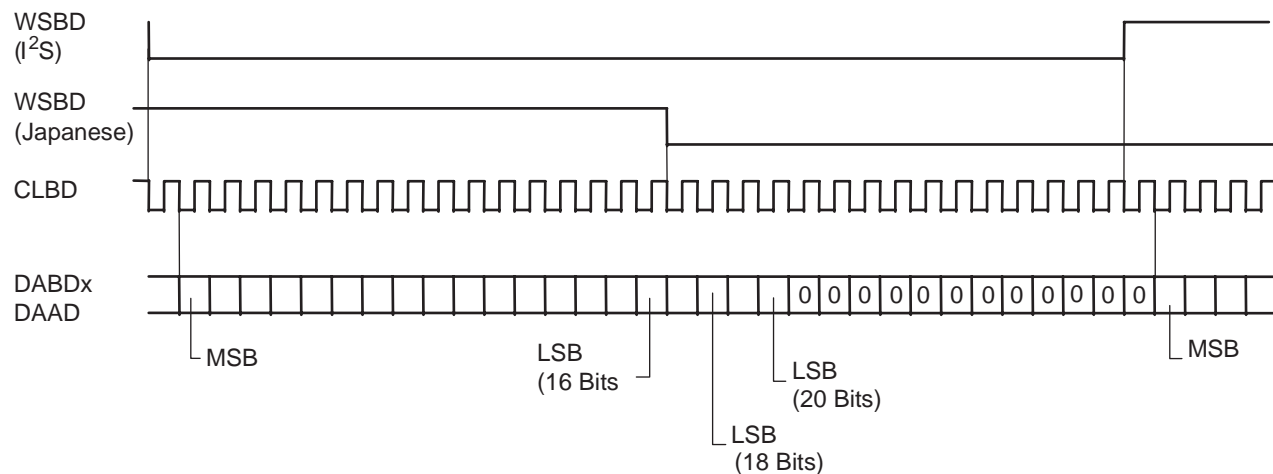 WSBD
(I²S)
WSBD
(Japanese)
CLBD
DABDx
DAAD
0 0 0 0 0 0 0 0 0 0 0 0
MSB
LSB
(16 Bits
LSB
(18 Bits)
LSB
(20 Bits)
MSB